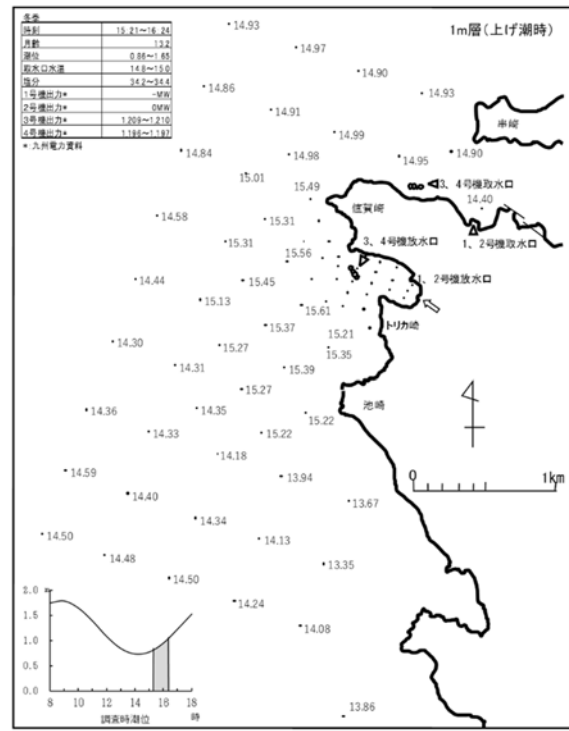 冬季
時刻 15:21～16:24
月齢 13.2
潮位 0.86～1.65
取水口水温 14.8～15.0
塩分 34.2～34.4
1号機出力* -MW
2号機出力* 0MW
3号機出力* 1,209～1,210
4号機出力* 1,196～1,197
*:九州電力資料
1m層(上げ潮時)
14.93
14.97
14.90
14.86
14.93
14.91
串崎
14.99
14.84
14.98
14.95
14.90
15.01
15.49
3、4号機取水口
値賀崎
14.40
14.58
15.31
3、4号機放水口
1、2号機取水口
15.31
15.56
14.44
15.45
1、2号機放水口
15.13
15.61
15.37
15.21
トリカ崎
14.30
15.27
15.35
14.31
15.39
15.27
池崎
14.36
14.35
15.22
14.33
15.22
14.18
14.59
13.94
0 1km
14.40
13.67
14.34
14.50
14.13
14.48
13.35
14.50
14.24
14.08
13.86
2.0 m
1.5
1.0
0.5
0.0
8 10 12 14 16 18 時
調査時潮位